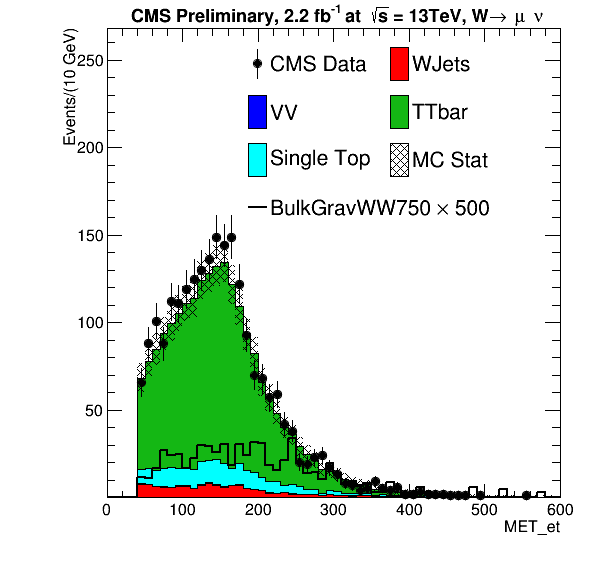 CMS Preliminary, 2.2 fb⁻¹ at √s = 13TeV, W→ μ ν
Events/(10 GeV)
250
200
150
100
50
CMS Data
WJets
VV
TTbar
Single Top
MC Stat
BulkGravWW750 × 500
0 100 200 300 400 500 600
MET_et